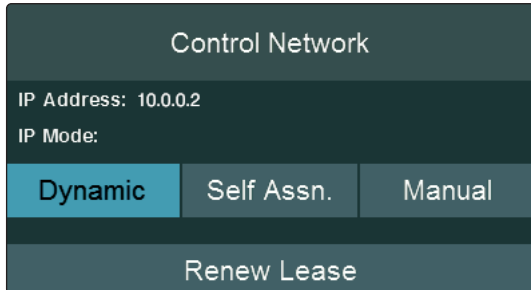 Control Network
IP Address: 10.0.0.2
IP Mode:
Dynamic Self Assn. Manual
Renew Lease